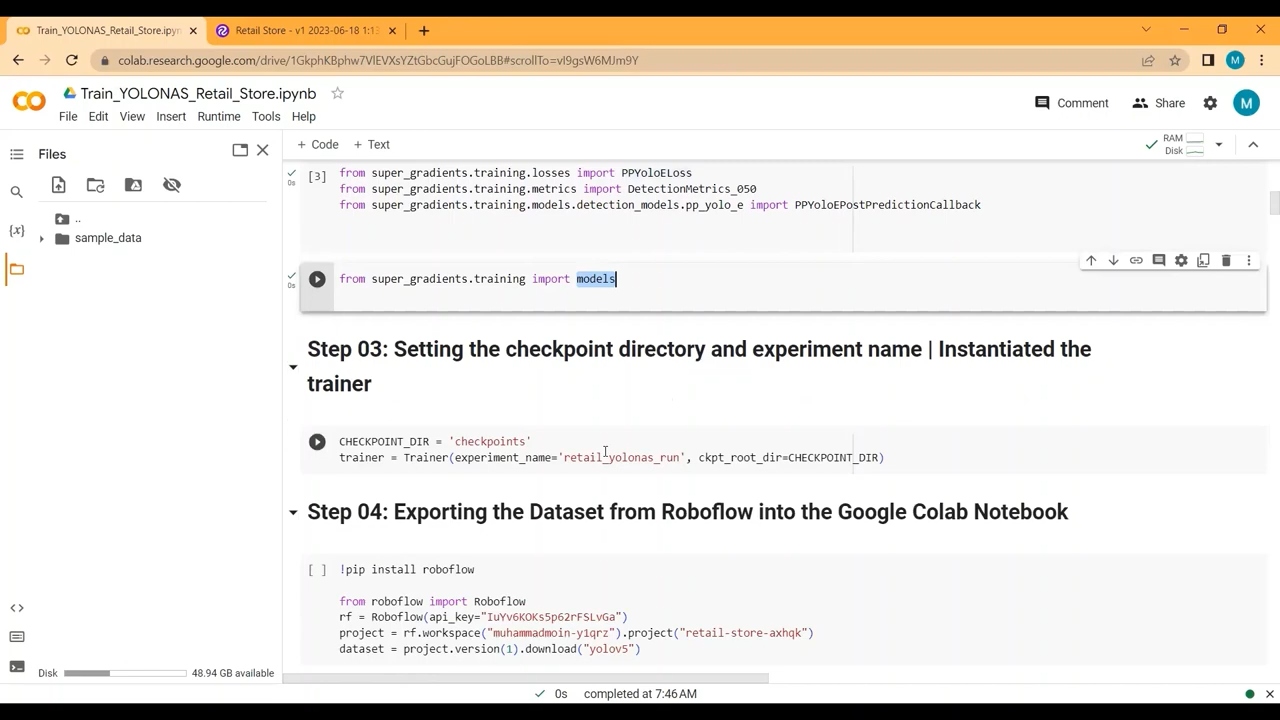 Train_YOLONAS_Retail_Store.ipyn
Retail Store - v1 2023-06-18 1:1
colab.research.google.com/drive/1GkphKBphw7VlEVXsYZtGbcGujFOGoLBB#scrollTo=vI9gsW6MJm9Y
M
Train_YOLONAS_Retail_Store.ipynb
Comment
Share
M
File Edit View Insert Runtime Tools Help
Files
+ Code + Text
RAM
Disk
..
sample_data
[3]
0s
from super_gradients.training.losses import PPYoloELoss
from super_gradients.training.metrics import DetectionMetrics_050
from super_gradients.training.models.detection_models.pp_yolo_e import PPYoloEPostPredictionCallback
0s
from super_gradients.training import models
Step 03: Setting the checkpoint directory and experiment name | Instantiated the
trainer
CHECKPOINT_DIR = 'checkpoints'
trainer = Trainer(experiment_name='retail_yolonas_run', ckpt_root_dir=CHECKPOINT_DIR)
Step 04: Exporting the Dataset from Roboflow into the Google Colab Notebook
[ ]
!pip install roboflow
from roboflow import Roboflow
rf = Roboflow(api_key="IuYv6KOKs5p62rFSLvGa")
project = rf.workspace("muhammadmoin-y1qrz").project("retail-store-axhqk")
dataset = project.version(1).download("yolov5")
Disk
48.94 GB available
0s completed at 7:46 AM